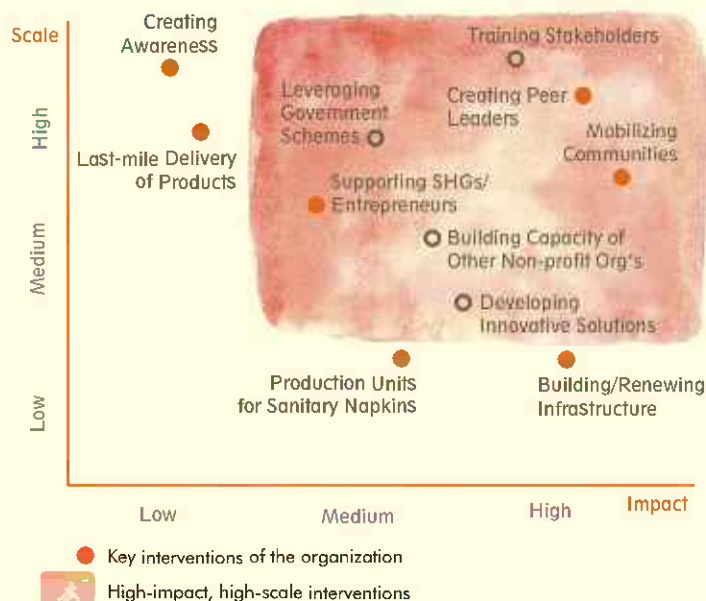 Scale
High
Medium
Low
Creating
Awareness
Last-mile Delivery
of Products
Training Stakeholders
Leveraging
Government
Schemes
Creating Peer
Leaders
Mobilizing
Communities
Supporting SHGs/
Entrepreneurs
Building Capacity of
Other Non-profit Org's
Developing
Innovative Solutions
Production Units
for Sanitary Napkins
Building/Renewing
Infrastructure
Low
Medium
High
Impact
Key interventions of the organization
High-impact, high-scale interventions